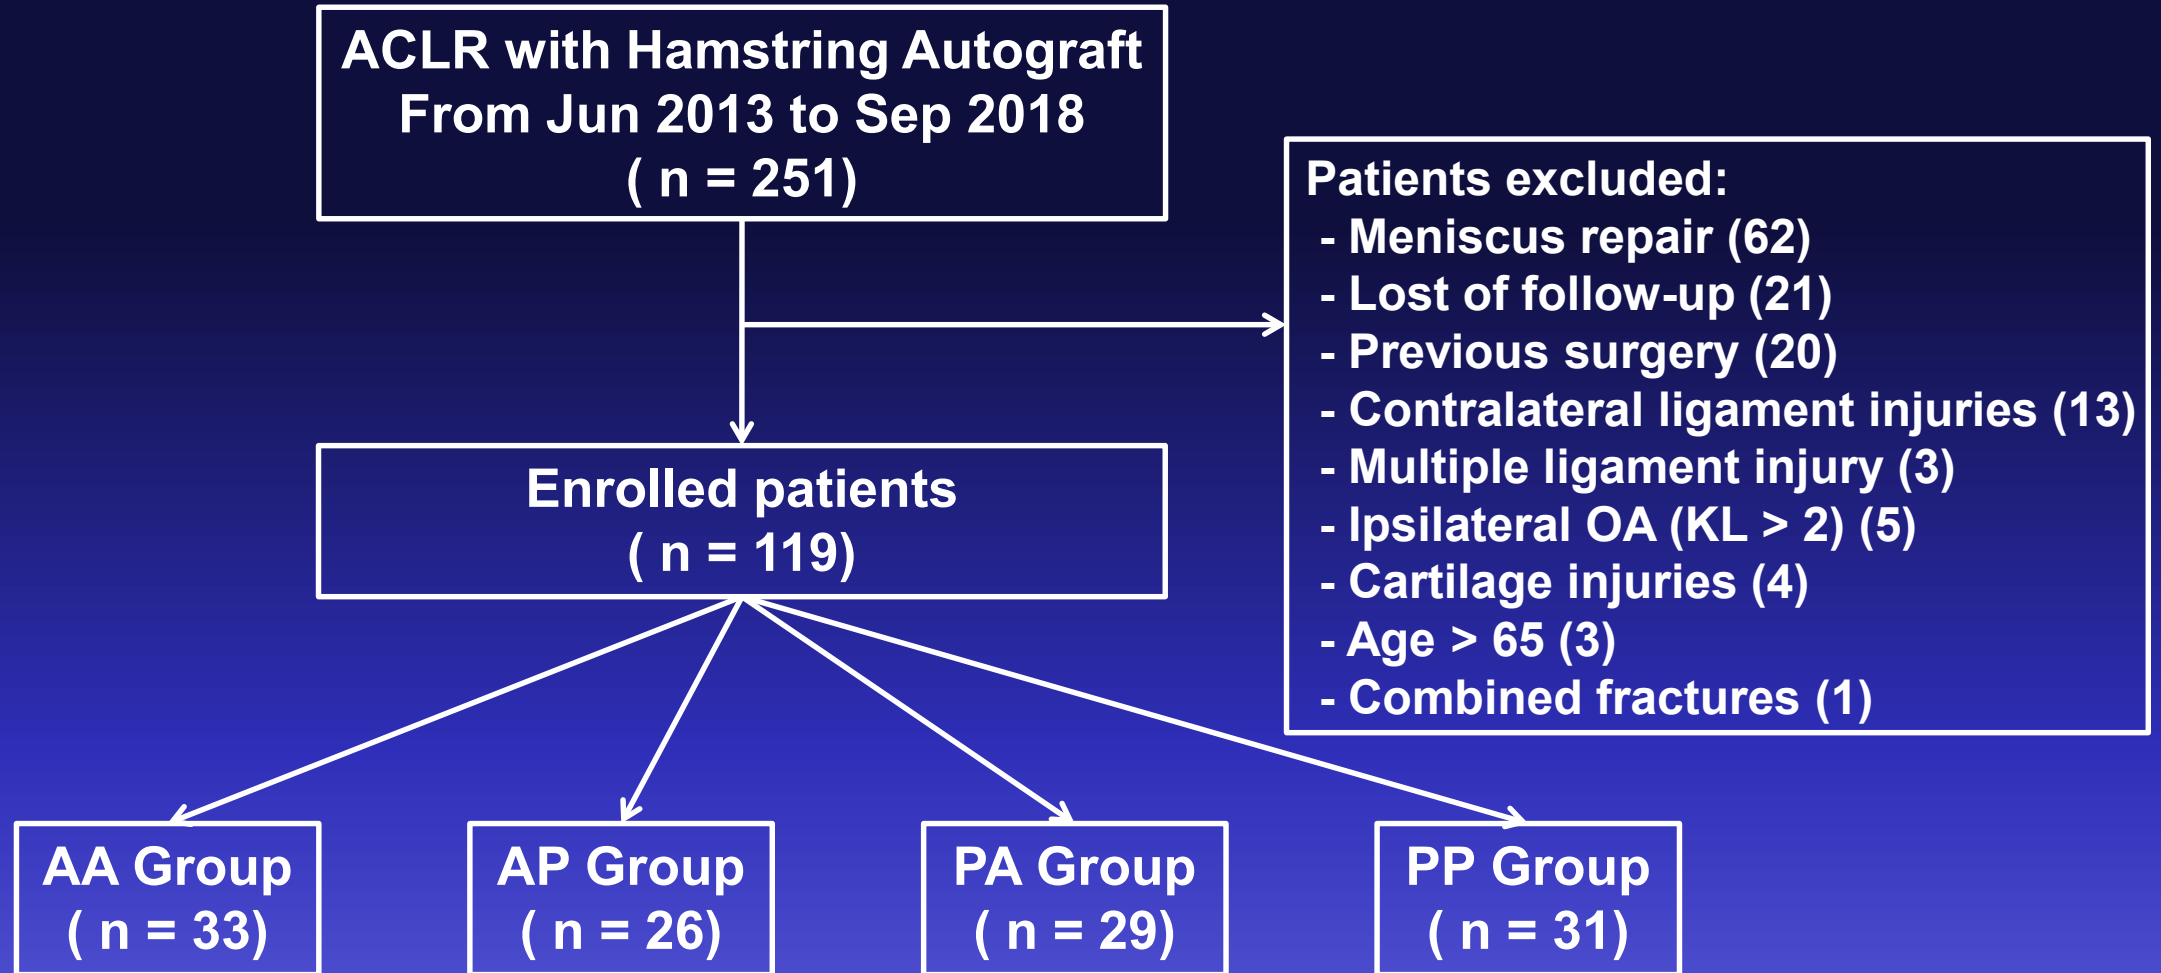 ACLR with Hamstring Autograft
From Jun 2013 to Sep 2018
( n = 251)
Patients excluded:
- Meniscus repair (62)
- Lost of follow-up (21)
- Previous surgery (20)
- Contralateral ligament injuries (13)
- Multiple ligament injury (3)
- Ipsilateral OA (KL > 2) (5)
- Cartilage injuries (4)
- Age > 65 (3)
- Combined fractures (1)
Enrolled patients
( n = 119)
AA Group
( n = 33)
AP Group
( n = 26)
PA Group
( n = 29)
PP Group
( n = 31)